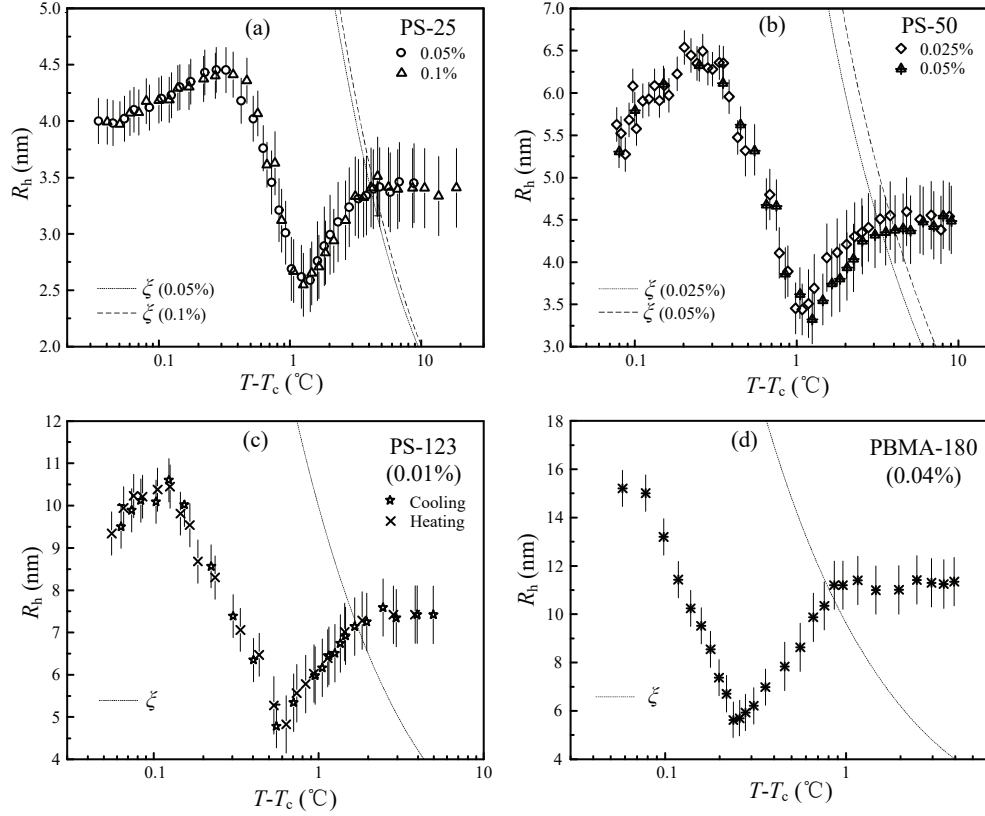 (a)
PS-25
0.05%
0.1%
5.0
4.5
4.0
3.5
3.0
2.5
2.0
R_h (nm)
ξ (0.05%)
ξ (0.1%)
0.1
1
10
T-T_c (℃)
(b)
PS-50
0.025%
0.05%
7.0
6.5
6.0
5.5
5.0
4.5
4.0
3.5
3.0
R_h (nm)
ξ (0.025%)
ξ (0.05%)
0.1
1
10
T-T_c (℃)
(c)
PS-123
(0.01%)
Cooling
Heating
12
11
10
9
8
7
6
5
4
R_h (nm)
ξ
0.1
1
10
T-T_c (℃)
(d)
PBMA-180
(0.04%)
18
16
14
12
10
8
6
4
R_h (nm)
ξ
0.1
1
10
T-T_c (℃)